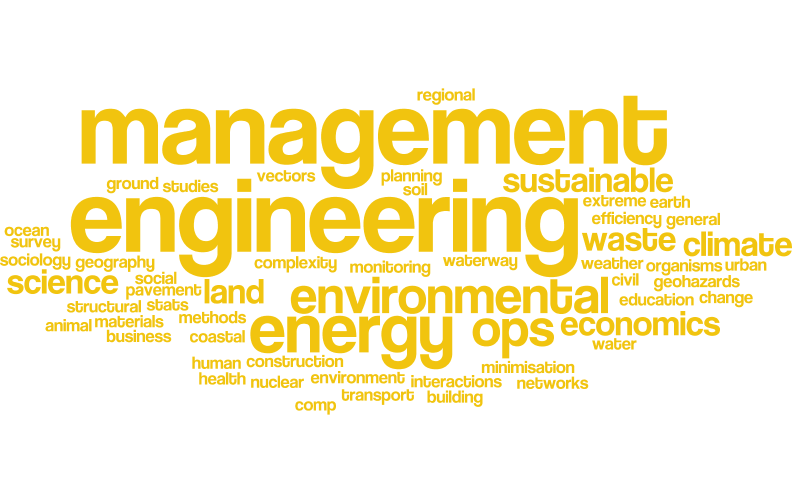 regional
management
ground studies vectors planning soil sustainable
engineering
extreme earth
efficiency general
ocean survey
waste climate
sociology geography complexity monitoring waterway weather organisms urban
science social pavement land environmental civil geohazards
structural stats education change
animal materials methods energy ops economics
business coastal water
human construction minimisation
health nuclear environment interactions networks
transport building
comp